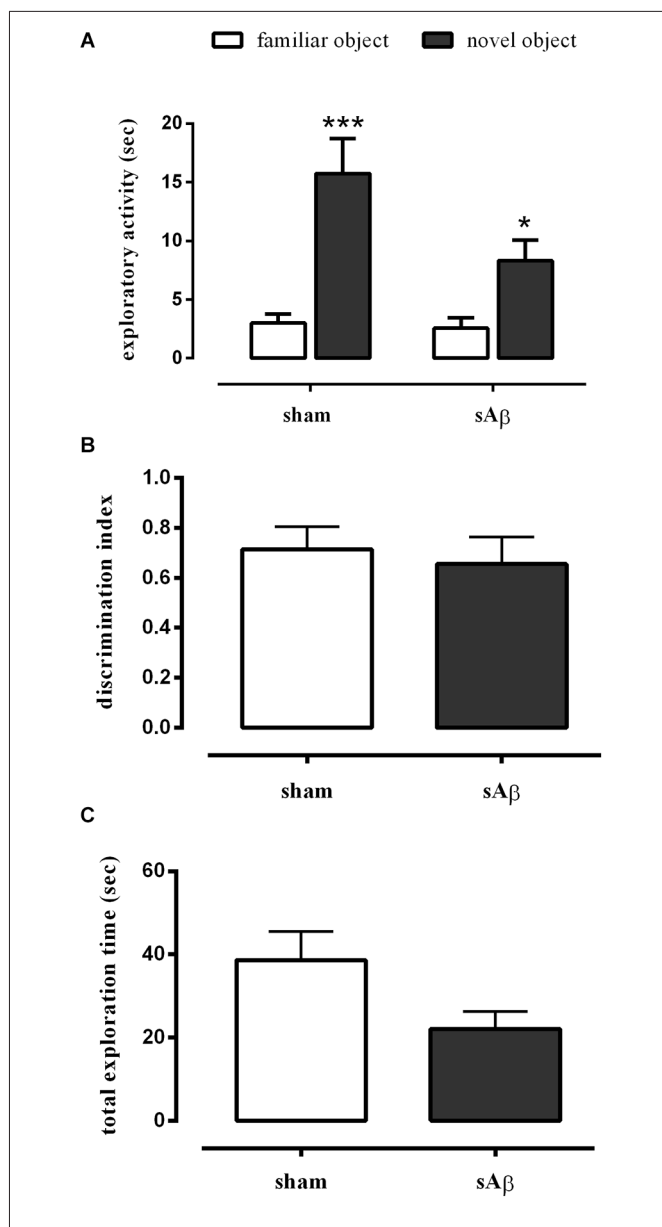 A
familiar object novel object
exploratory activity (sec)
20
15
10
5
0
***
*
sham sAβ
B
discrimination index
1.0
0.8
0.6
0.4
0.2
0.0
sham sAβ
C
total exploration time (sec)
60
40
20
0
sham sAβ